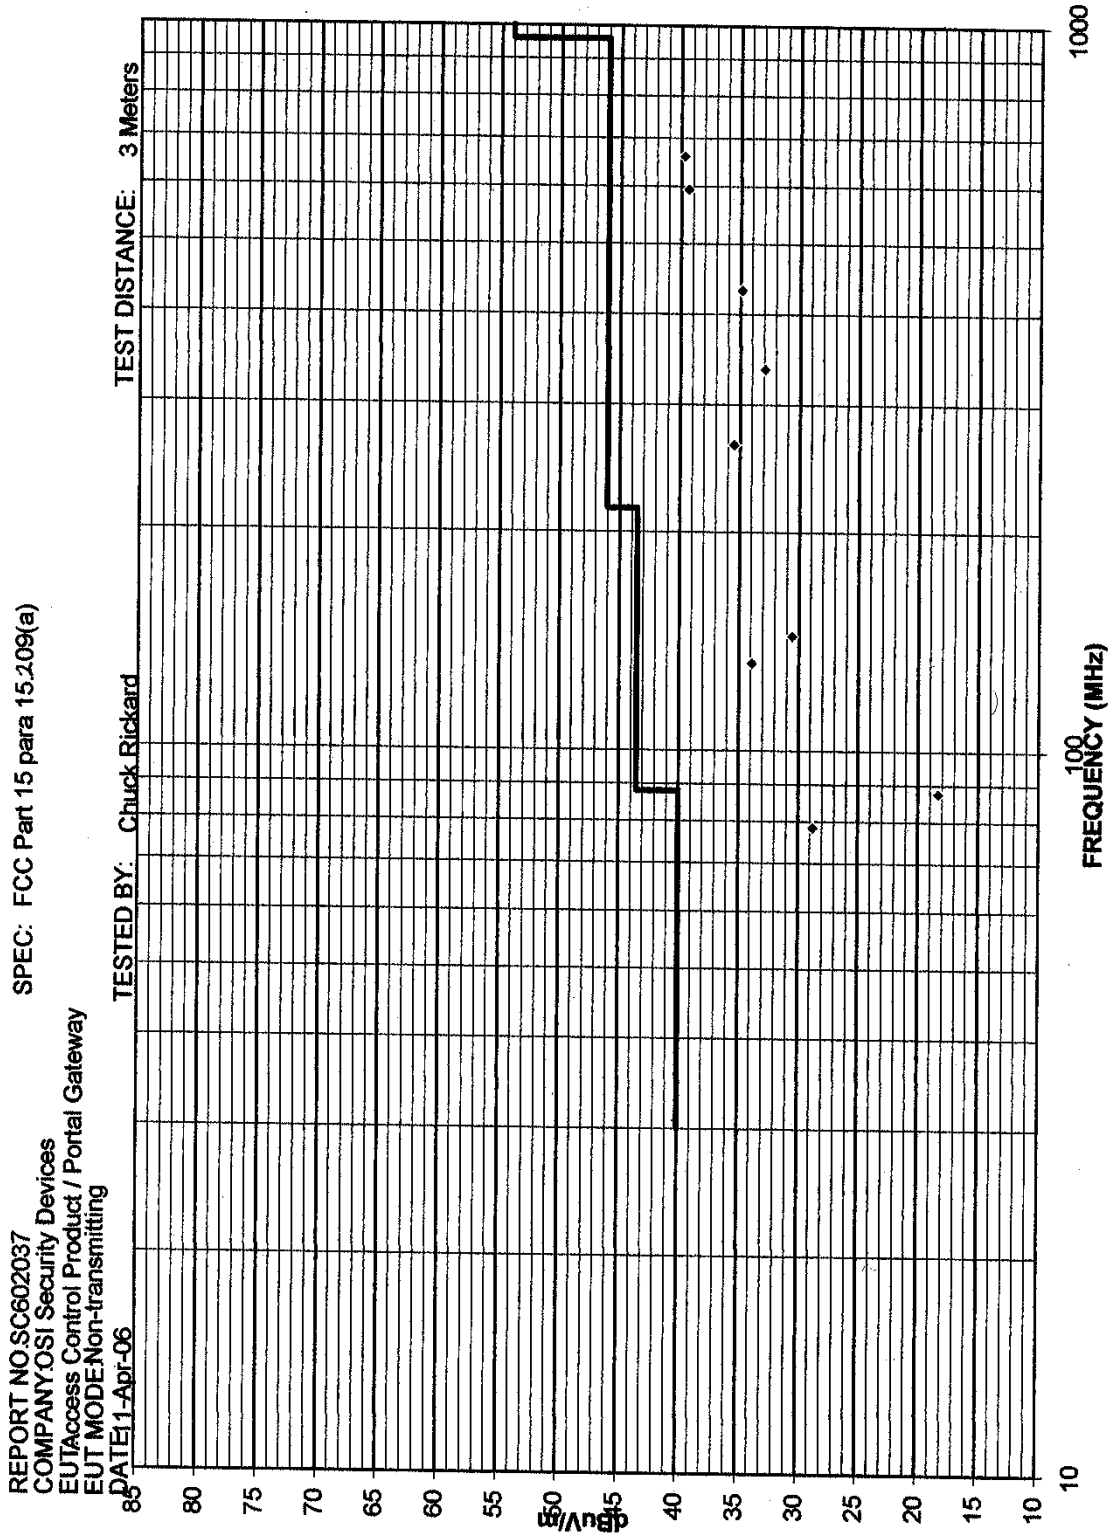 REPORT NO:SC602037
COMPANY:OSI Security Devices
SPEC: FCC Part 15 para 15.209(a)
EUTAccess Control Product / Portal Gateway
EUT MODE:Non-transmitting
DATE11-Apr-06
TESTED BY: Chuck Rickard
TEST DISTANCE: 3 Meters
85
80
75
70
65
60
55
50
45
40
35
30
25
20
15
10
dBuV/m
10
100
1000
FREQUENCY (MHz)